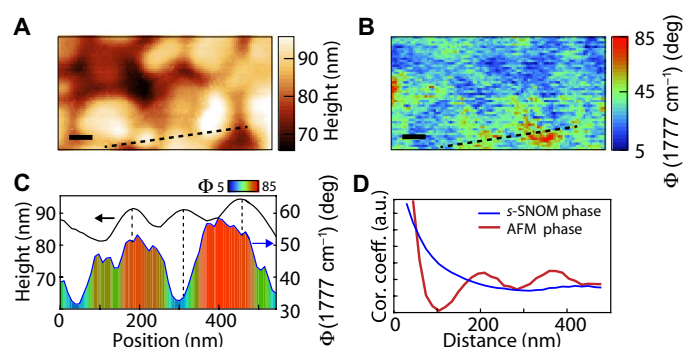 A
90
80
70
Height (nm)
B
85
45
5
Φ (1777 cm⁻¹) (deg)
C
Φ 5 85
90
80
70
Height (nm)
60
50
40
30
Φ (1777 cm⁻¹) (deg)
0 200 400
Position (nm)
D
s-SNOM phase
AFM phase
Cor. coeff. (a.u.)
0 200 400
Distance (nm)